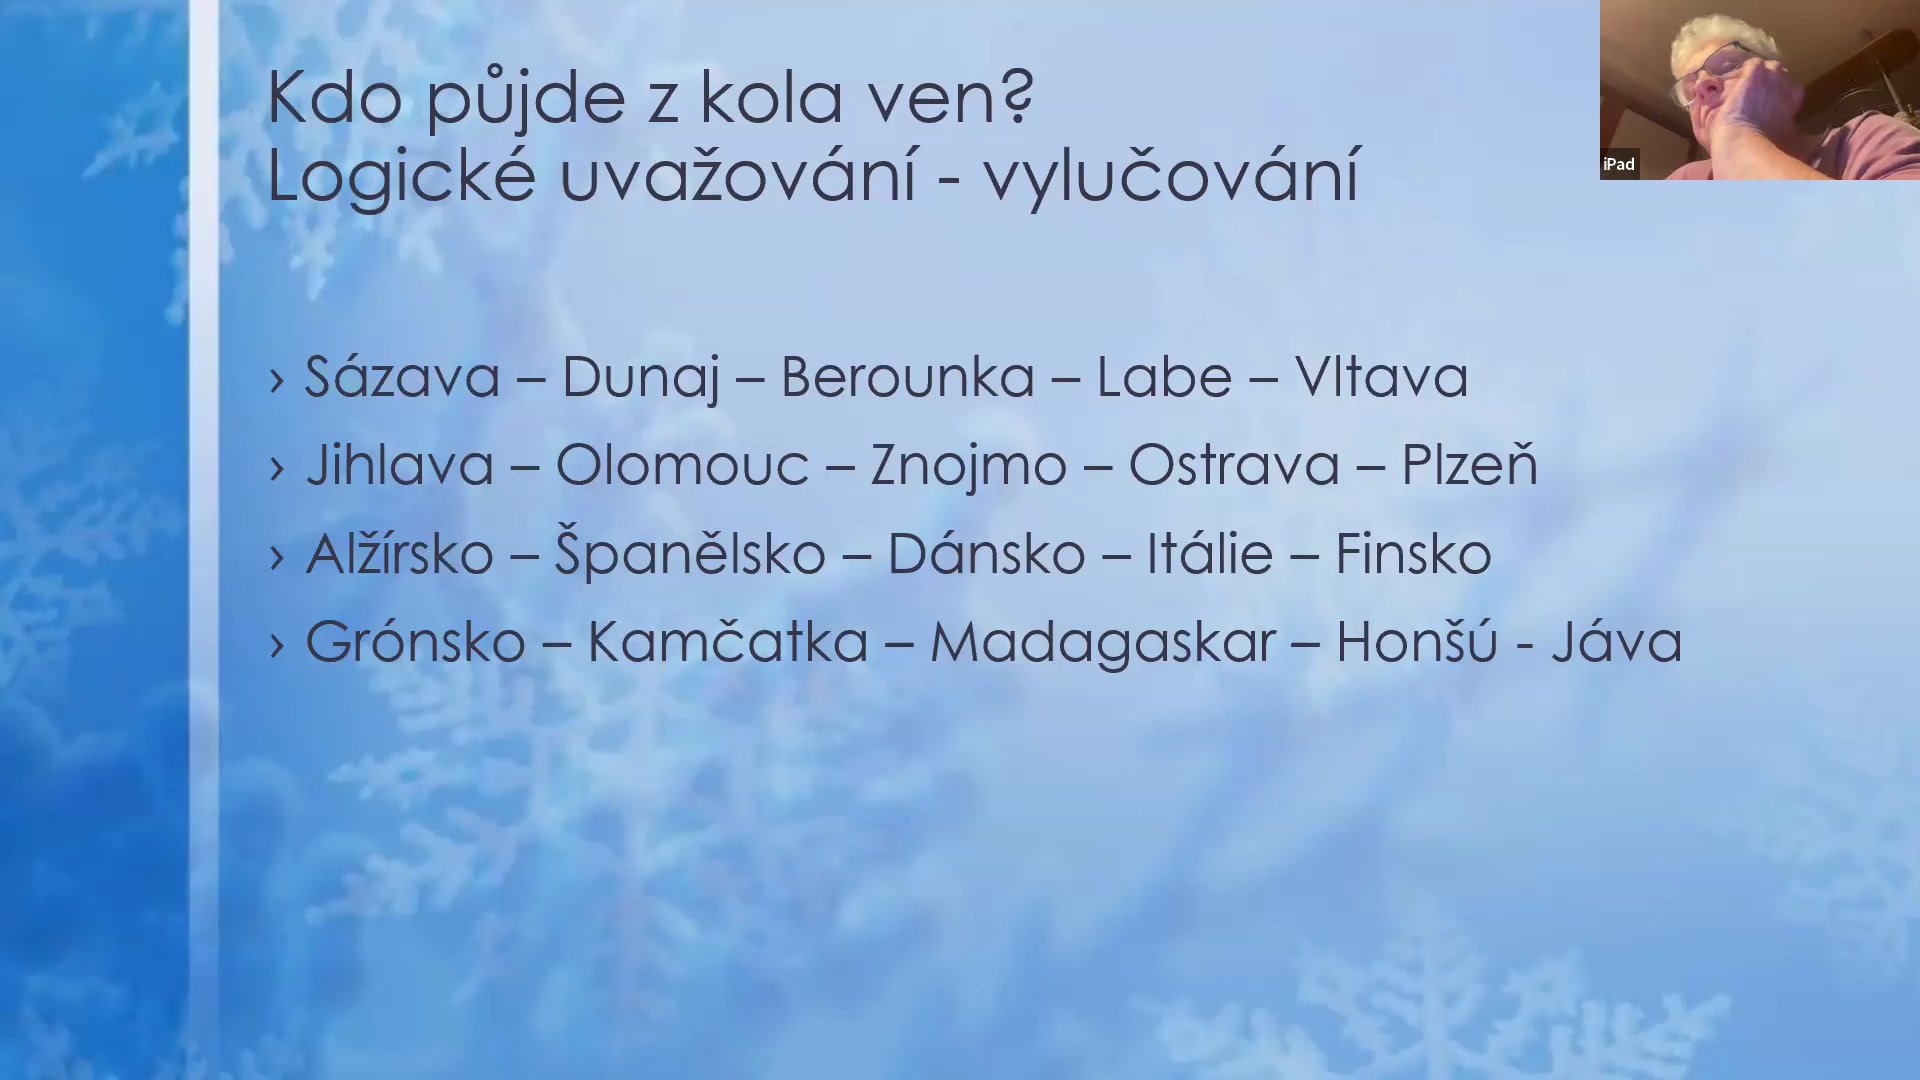 Kdo půjde z kola ven?
Logické uvažování - vylučování
iPad
› Sázava – Dunaj – Berounka – Labe – Vltava
› Jihlava – Olomouc – Znojmo – Ostrava – Plzeň
› Alžírsko – Španělsko – Dánsko – Itálie – Finsko
› Grónsko – Kamčatka – Madagaskar – Honšú - Jáva